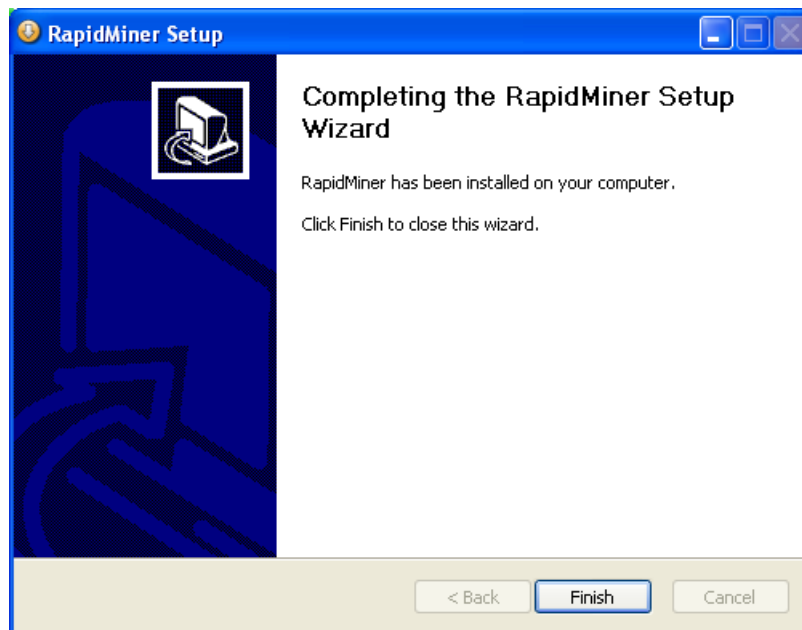 RapidMiner Setup
Completing the RapidMiner Setup
Wizard
RapidMiner has been installed on your computer.
Click Finish to close this wizard.
< Back
Finish
Cancel